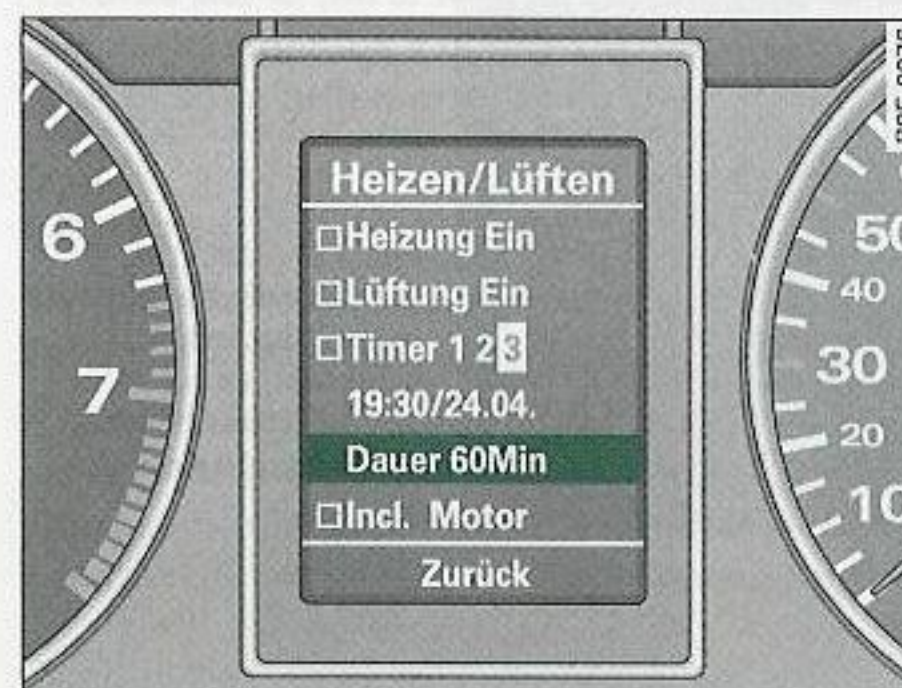 Heizen/Lüften
☐Heizung Ein
☐Lüftung Ein
☐Timer 1 2 3
19:30/24.04.
Dauer 60Min
☐Incl. Motor
Zurück
6
7
50
40
30
20
10